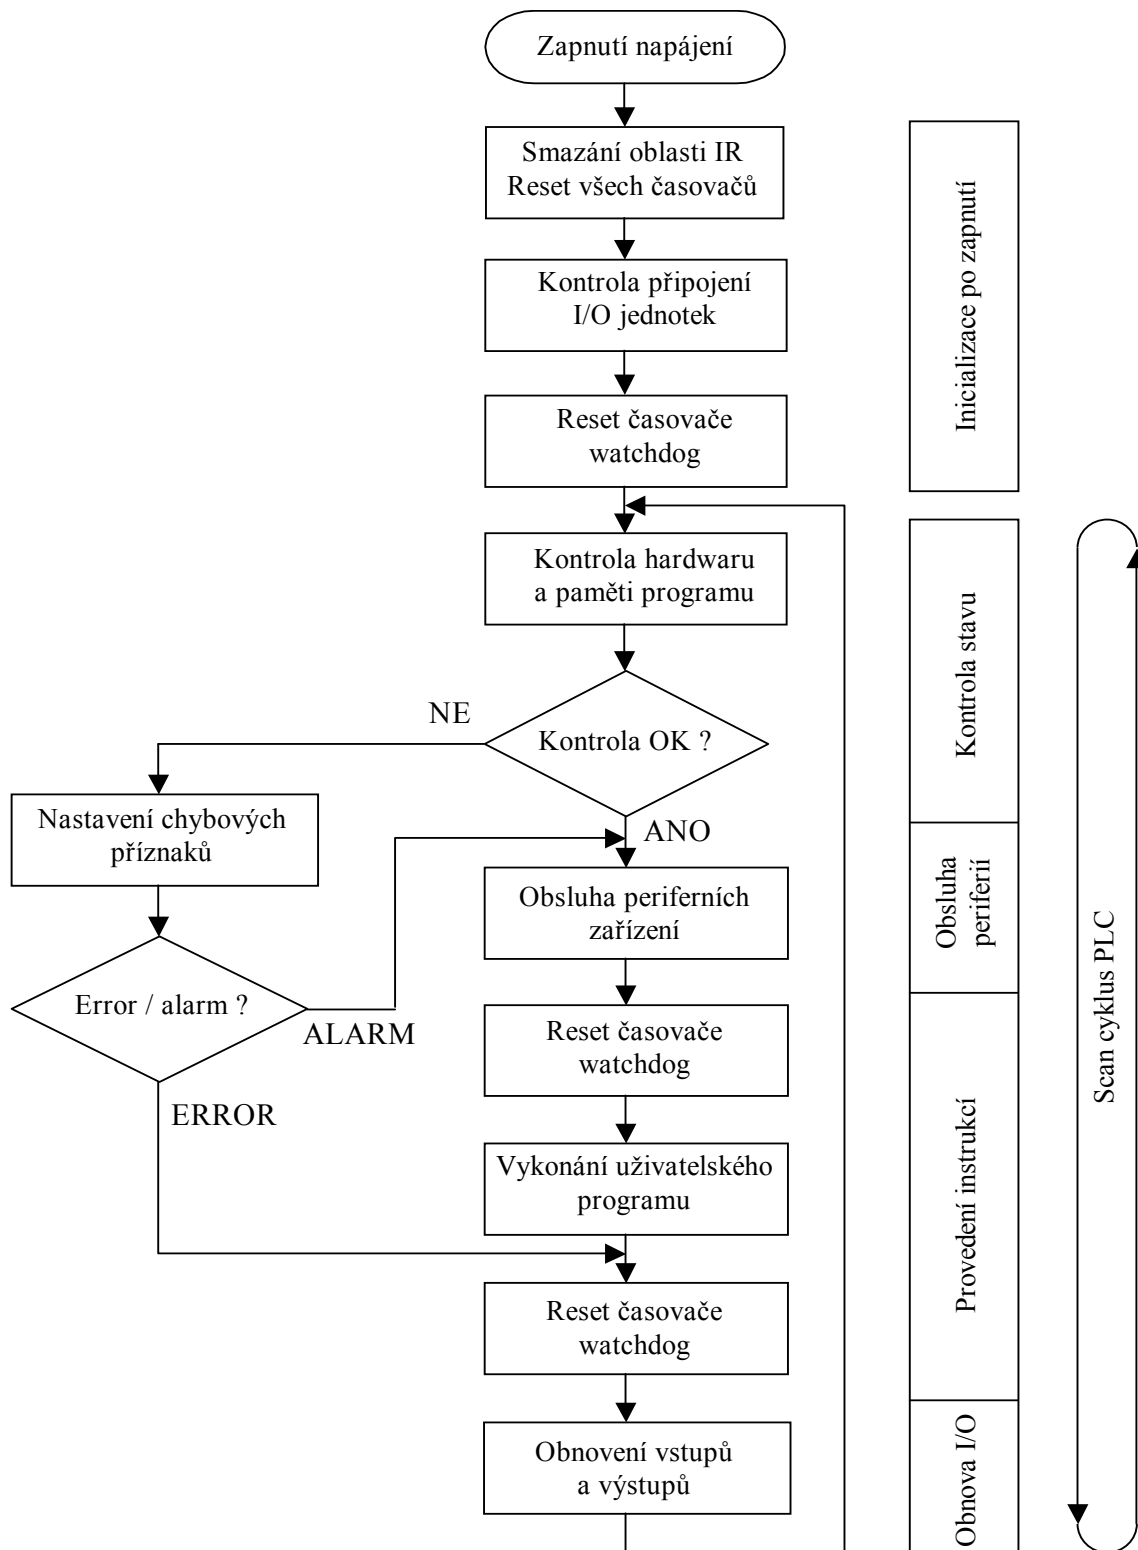 Zapnutí napájení
Smazání oblasti IR
Reset všech časovačů
Kontrola připojení
I/O jednotek
Reset časovače
watchdog
Inicializace po zapnutí
Kontrola hardwaru
a paměti programu
NE
Kontrola OK ?
Kontrola stavu
Nastavení chybových
příznaků
ANO
Obsluha periferních
zařízení
Obsluha
periferií
Error / alarm ?
ALARM
Reset časovače
watchdog
ERROR
Vykonání uživatelského
programu
Provedení instrukcí
Scan cyklus PLC
Reset časovače
watchdog
Obnovení vstupů
a výstupů
Obnova I/O